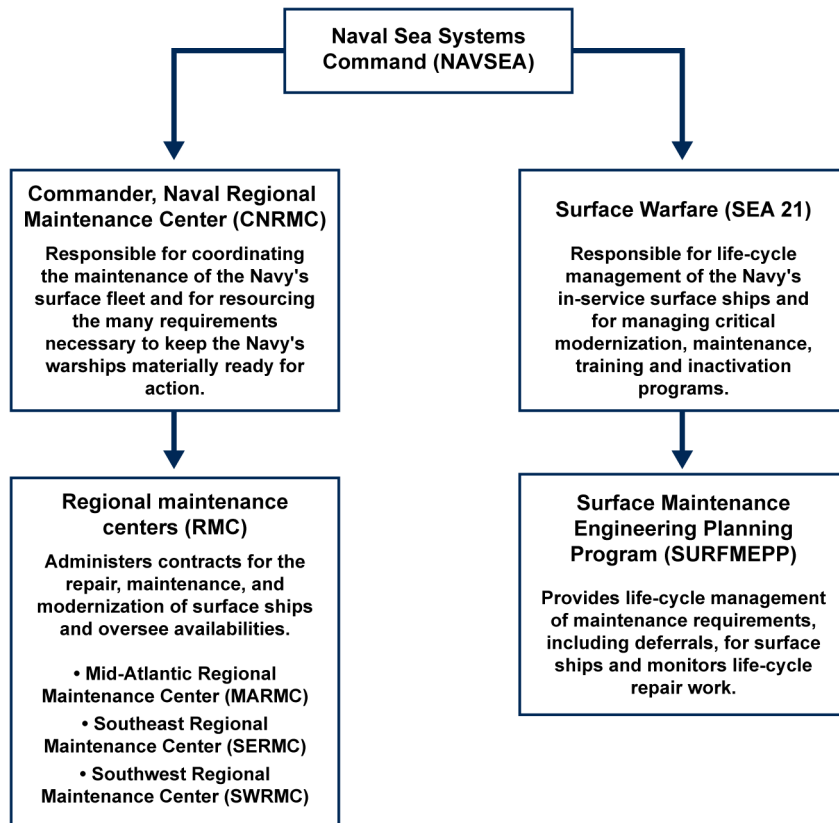 Naval Sea Systems
Command (NAVSEA)
Commander, Naval Regional
Maintenance Center (CNRMC)
Responsible for coordinating
the maintenance of the Navy's
surface fleet and for resourcing
the many requirements
necessary to keep the Navy's
warships materially ready for
action.
Surface Warfare (SEA 21)
Responsible for life-cycle
management of the Navy's
in-service surface ships and
for managing critical
modernization, maintenance,
training and inactivation
programs.
Regional maintenance
centers (RMC)
Administers contracts for the
repair, maintenance, and
modernization of surface ships
and oversee availabilities.
• Mid-Atlantic Regional
Maintenance Center (MARMC)
• Southeast Regional
Maintenance Center (SERMC)
• Southwest Regional
Maintenance Center (SWRMC)
Surface Maintenance
Engineering Planning
Program (SURFMEPP)
Provides life-cycle management
of maintenance requirements,
including deferrals, for surface
ships and monitors life-cycle
repair work.